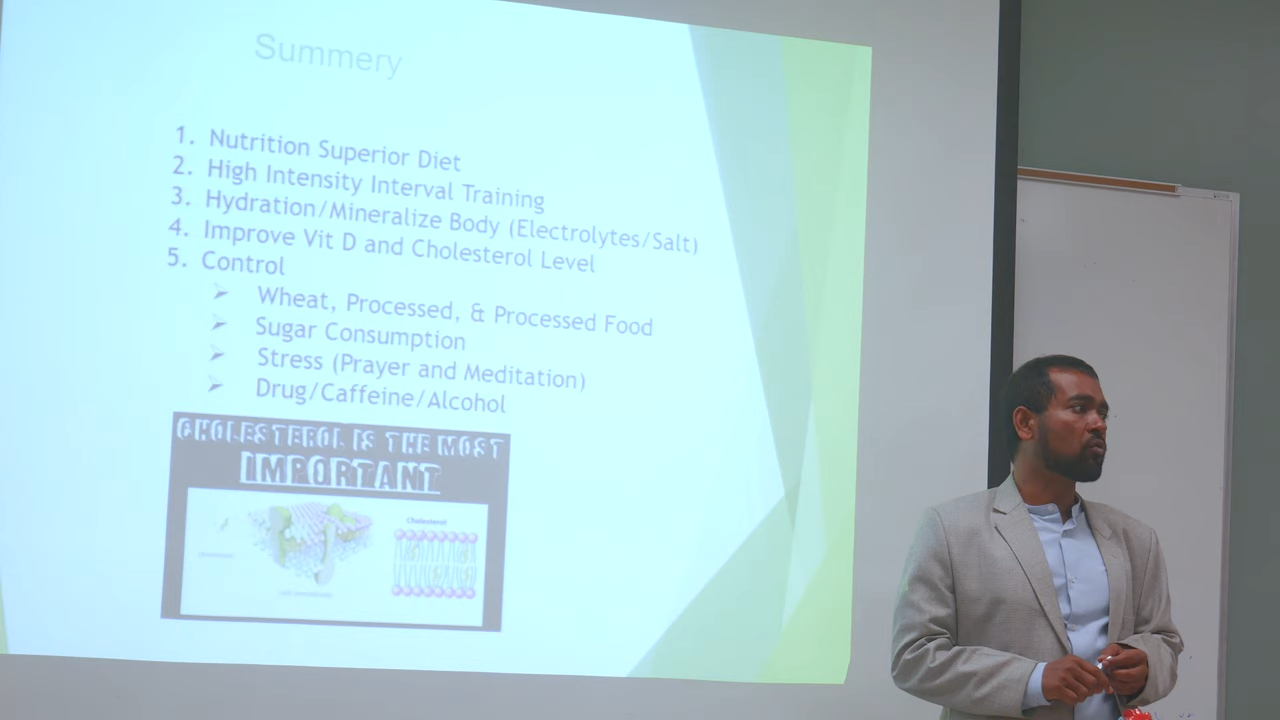 Summery
1. Nutrition Superior Diet
2. High Intensity Interval Training
3. Hydration/Mineralize Body (Electrolytes/Salt)
4. Improve Vit D and Cholesterol Level
5. Control
➢ Wheat, Processed, & Processed Food
➢ Sugar Consumption
➢ Stress (Prayer and Meditation)
➢ Drug/Caffeine/Alcohol
CHOLESTEROL IS THE MOST
IMPORTANT
Cholesterol